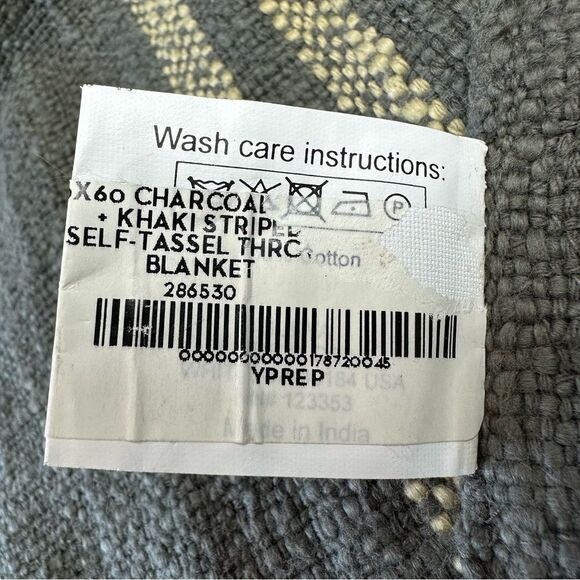 Wash care instructions:
P
X60 CHARCOAL
+ KHAKI STRIPED
SELF-TASSEL THRO
Cotton
BLANKET
286530
00000000000178720045
YPREP
184 USA
123353
Made in India